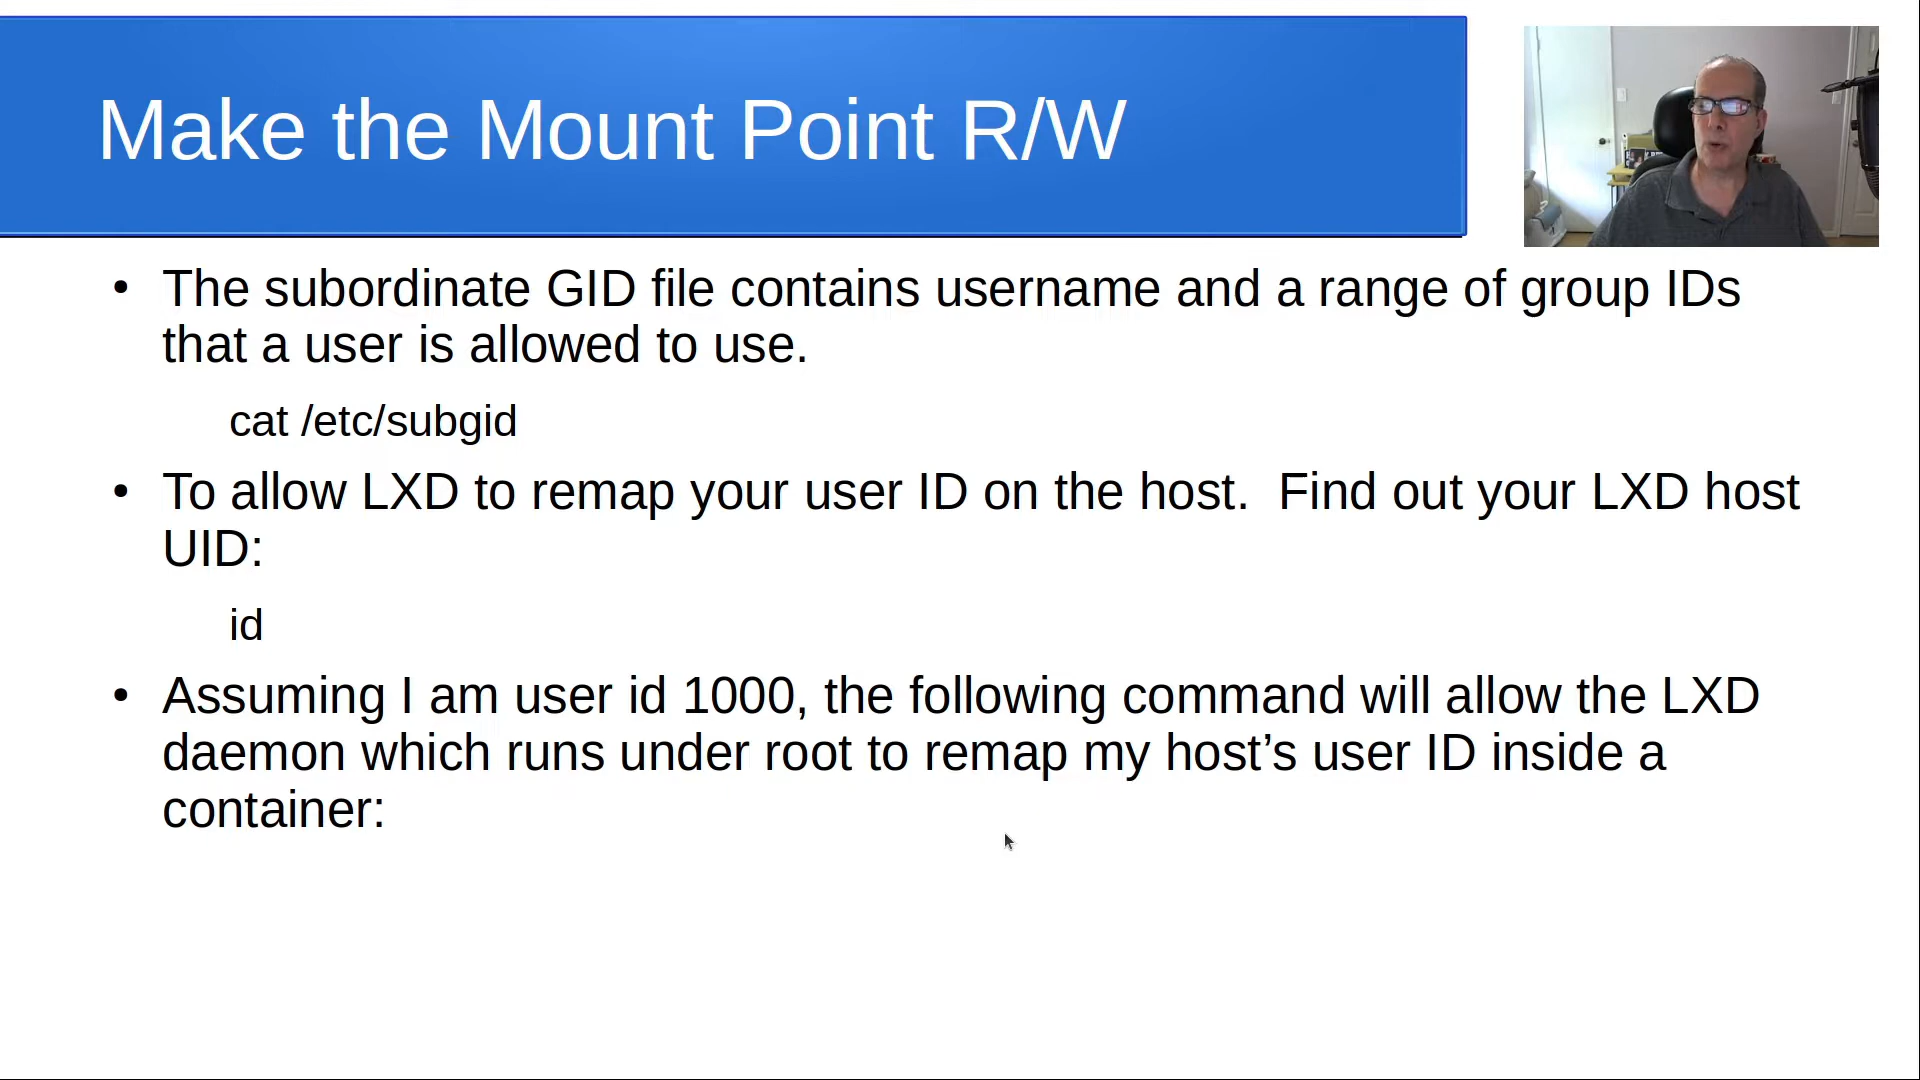 Make the Mount Point R/W
• The subordinate GID file contains username and a range of group IDs
that a user is allowed to use.
cat /etc/subgid
• To allow LXD to remap your user ID on the host.  Find out your LXD host
UID:
id
• Assuming I am user id 1000, the following command will allow the LXD
daemon which runs under root to remap my host’s user ID inside a
container: